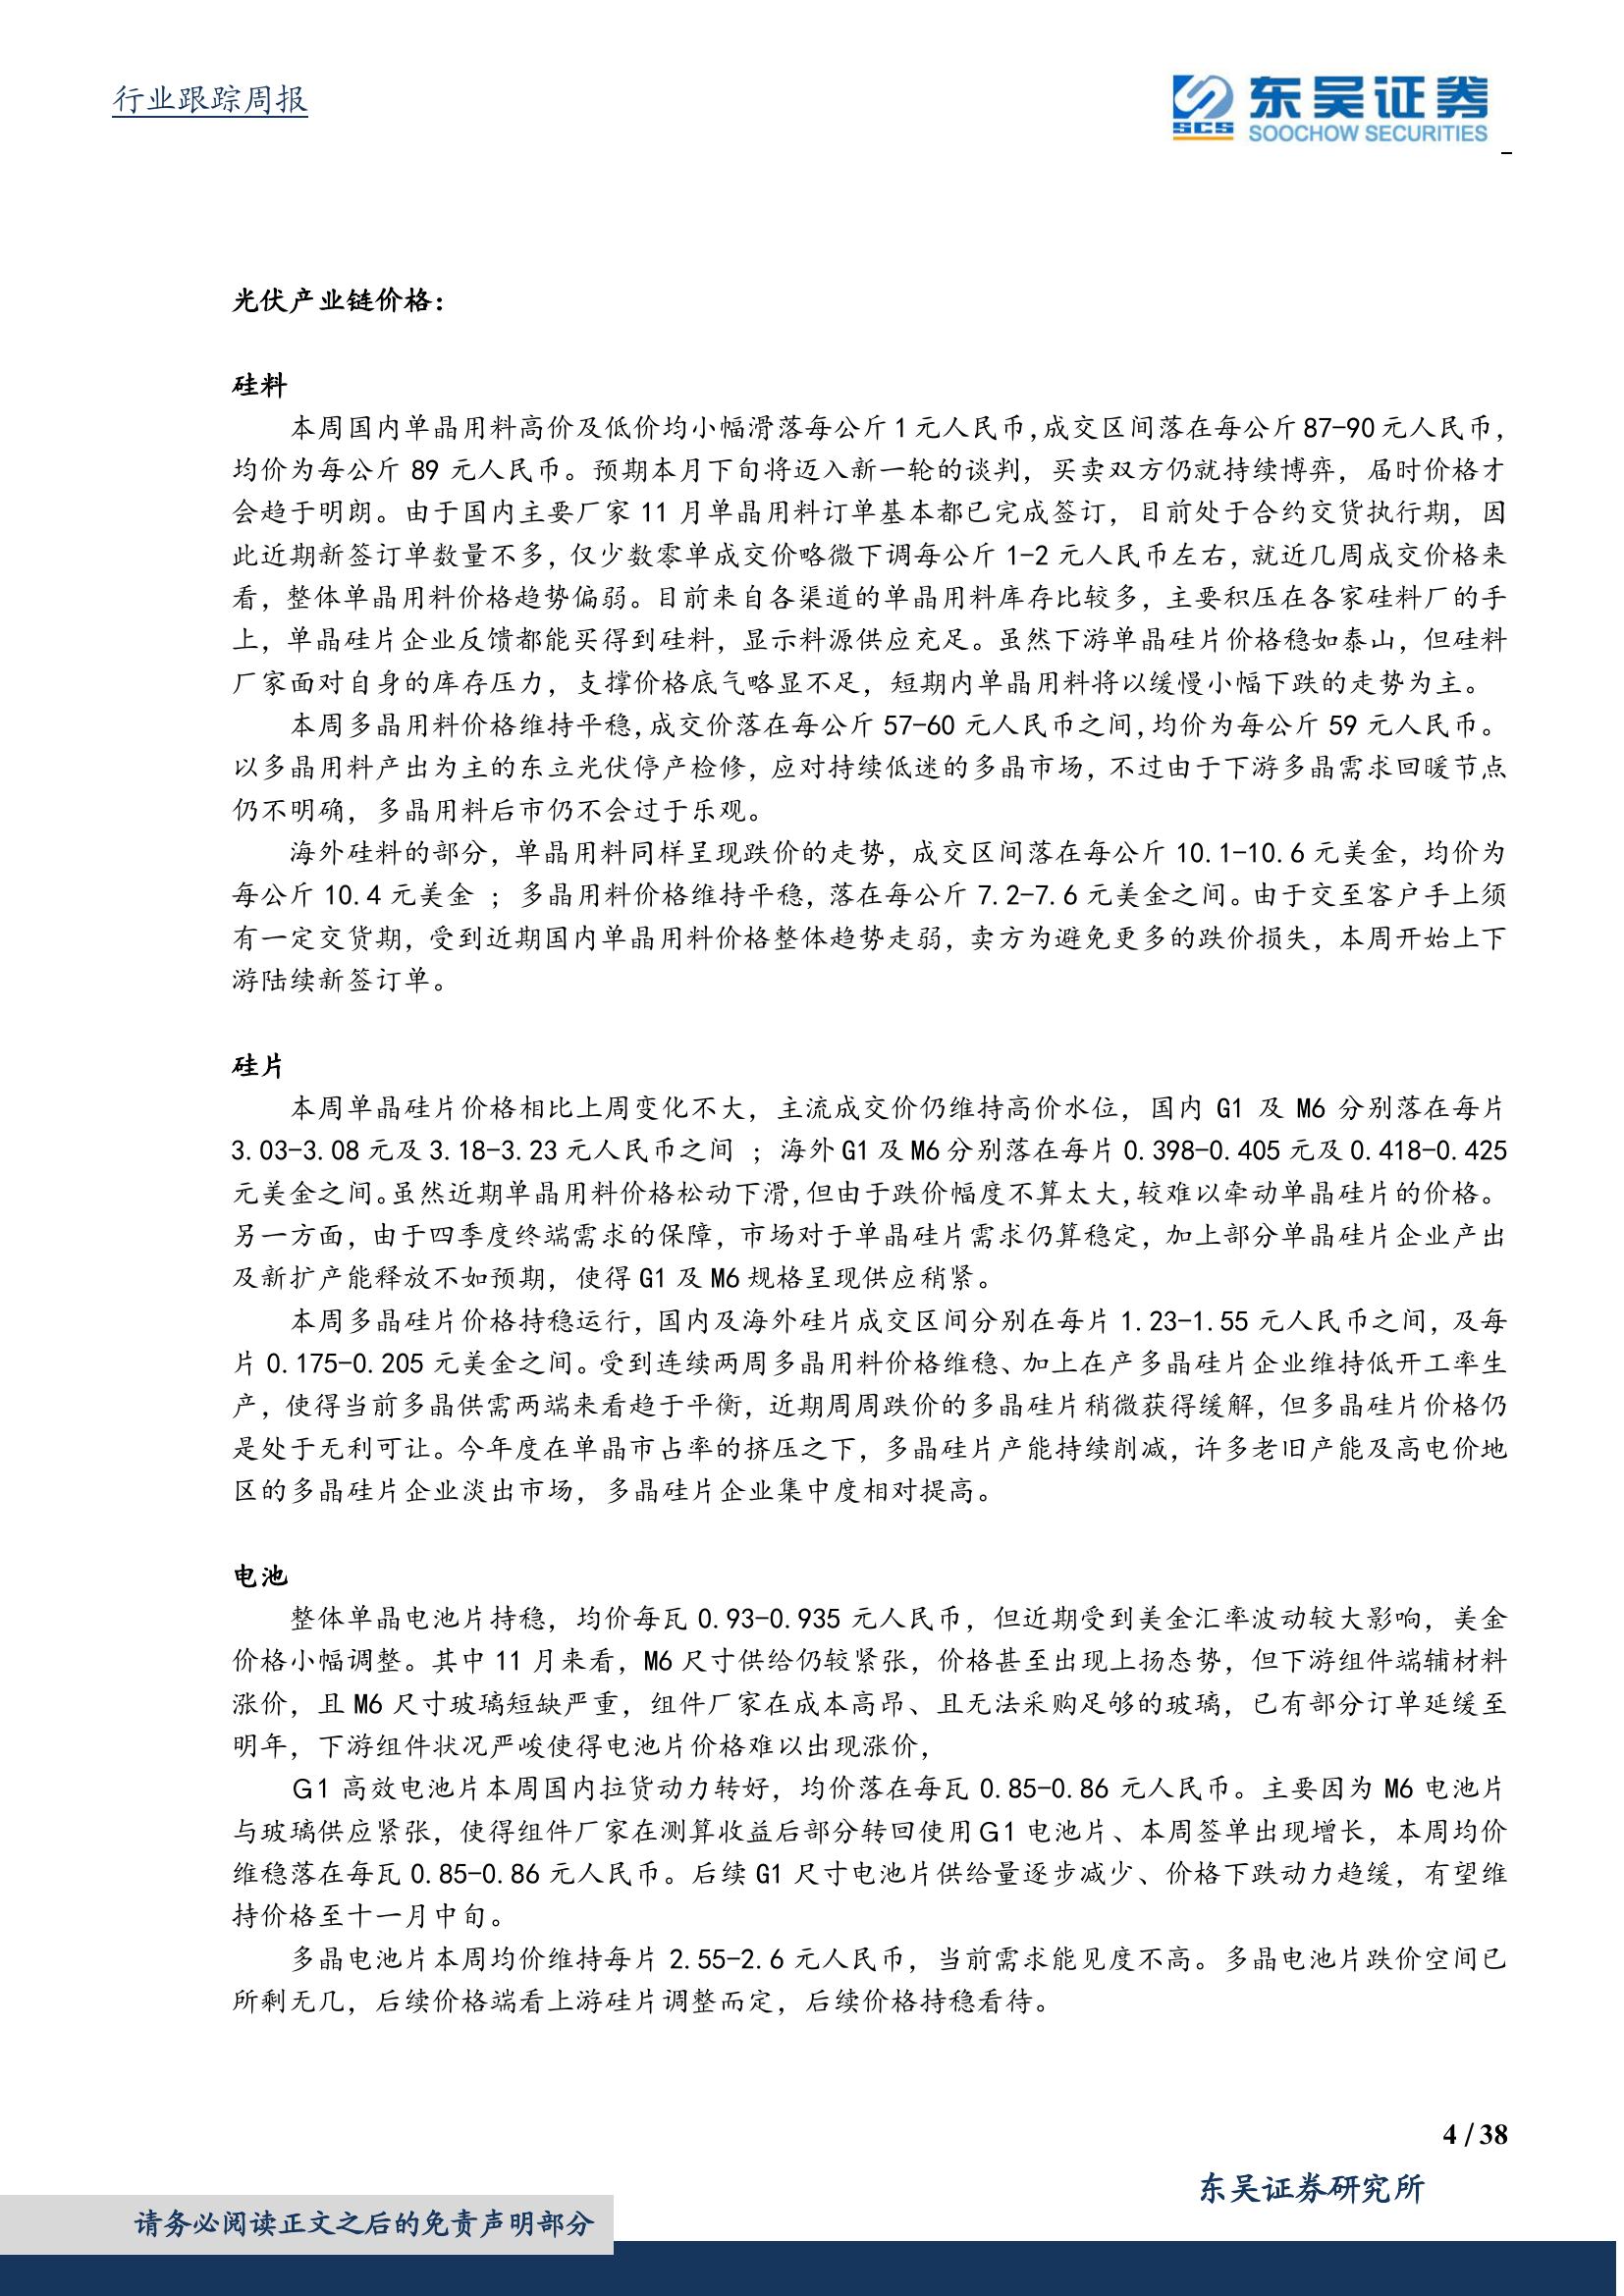 行业跟踪周报
东吴证券
SCS
SOOCHOW SECURITIES
光伏产业链价格：
硅料
本周国内单晶用料高价及低价均小幅滑落每公斤1元人民币，成交区间落在每公斤87-90元人民币，
均价为每公斤 89 元人民币。预期本月下旬将迈入新一轮的谈判，买卖双方仍就持续博弈，届时价格才
会趋于明朗。由于国内主要厂家 11 月单晶用料订单基本都已完成签订，目前处于合约交货执行期，因
此近期新签订单数量不多，仅少数零单成交价略微下调每公斤 1-2 元人民币左右，就近几周成交价格来
看，整体单晶用料价格趋势偏弱。目前来自各渠道的单晶用料库存比较多，主要积压在各家硅料厂的手
上，单晶硅片企业反馈都能买得到硅料，显示料源供应充足。虽然下游单晶硅片价格稳如泰山，但硅料
厂家面对自身的库存压力，支撑价格底气略显不足，短期内单晶用料将以缓慢小幅下跌的走势为主。
本周多晶用料价格维持平稳，成交价落在每公斤 57-60 元人民币之间，均价为每公斤 59 元人民币。
以多晶用料产出为主的东立光伏停产检修，应对持续低迷的多晶市场，不过由于下游多晶需求回暖节点
仍不明确，多晶用料后市仍不会过于乐观。
海外硅料的部分，单晶用料同样呈现跌价的走势，成交区间落在每公斤 10.1-10.6 元美金，均价为
每公斤 10.4 元美金 ；多晶用料价格维持平稳，落在每公斤 7.2-7.6 元美金之间。由于交至客户手上须
有一定交货期，受到近期国内单晶用料价格整体趋势走弱，卖方为避免更多的跌价损失，本周开始上下
游陆续新签订单。
硅片
本周单晶硅片价格相比上周变化不大，主流成交价仍维持高价水位，国内 G1 及 M6 分别落在每片
3.03-3.08 元及 3.18-3.23 元人民币之间 ；海外 G1 及 M6 分别落在每片 0.398-0.405 元及 0.418-0.425
元美金之间。虽然近期单晶用料价格松动下滑，但由于跌价幅度不算太大，较难以牵动单晶硅片的价格。
另一方面，由于四季度终端需求的保障，市场对于单晶硅片需求仍算稳定，加上部分单晶硅片企业产出
及新扩产能释放不如预期，使得 G1 及 M6 规格呈现供应稍紧。
本周多晶硅片价格持稳运行，国内及海外硅片成交区间分别在每片 1.23-1.55 元人民币之间，及每
片 0.175-0.205 元美金之间。受到连续两周多晶用料价格维稳、加上在产多晶硅片企业维持低开工率生
产，使得当前多晶供需两端来看趋于平衡，近期周周跌价的多晶硅片稍微获得缓解，但多晶硅片价格仍
是处于无利可让。今年度在单晶市占率的挤压之下，多晶硅片产能持续削减，许多老旧产能及高电价地
区的多晶硅片企业淡出市场，多晶硅片企业集中度相对提高。
电池
整体单晶电池片持稳，均价每瓦 0.93-0.935 元人民币，但近期受到美金汇率波动较大影响，美金
价格小幅调整。其中 11 月来看，M6 尺寸供给仍较紧张，价格甚至出现上扬态势，但下游组件端辅材料
涨价，且 M6 尺寸玻璃短缺严重，组件厂家在成本高昂、且无法采购足够的玻璃，已有部分订单延缓至
明年，下游组件状况严峻使得电池片价格难以出现涨价，
G1 高效电池片本周国内拉货动力转好，均价落在每瓦 0.85-0.86 元人民币。主要因为 M6 电池片
与玻璃供应紧张，使得组件厂家在测算收益后部分转回使用G1 电池片、本周签单出现增长，本周均价
维稳落在每瓦 0.85-0.86 元人民币。后续 G1 尺寸电池片供给量逐步减少、价格下跌动力趋缓，有望维
持价格至十一月中旬。
多晶电池片本周均价维持每片 2.55-2.6 元人民币，当前需求能见度不高。多晶电池片跌价空间已
所剩无几，后续价格端看上游硅片调整而定，后续价格持稳看待。
4 / 38
东吴证券研究所
请务必阅读正文之后的免责声明部分